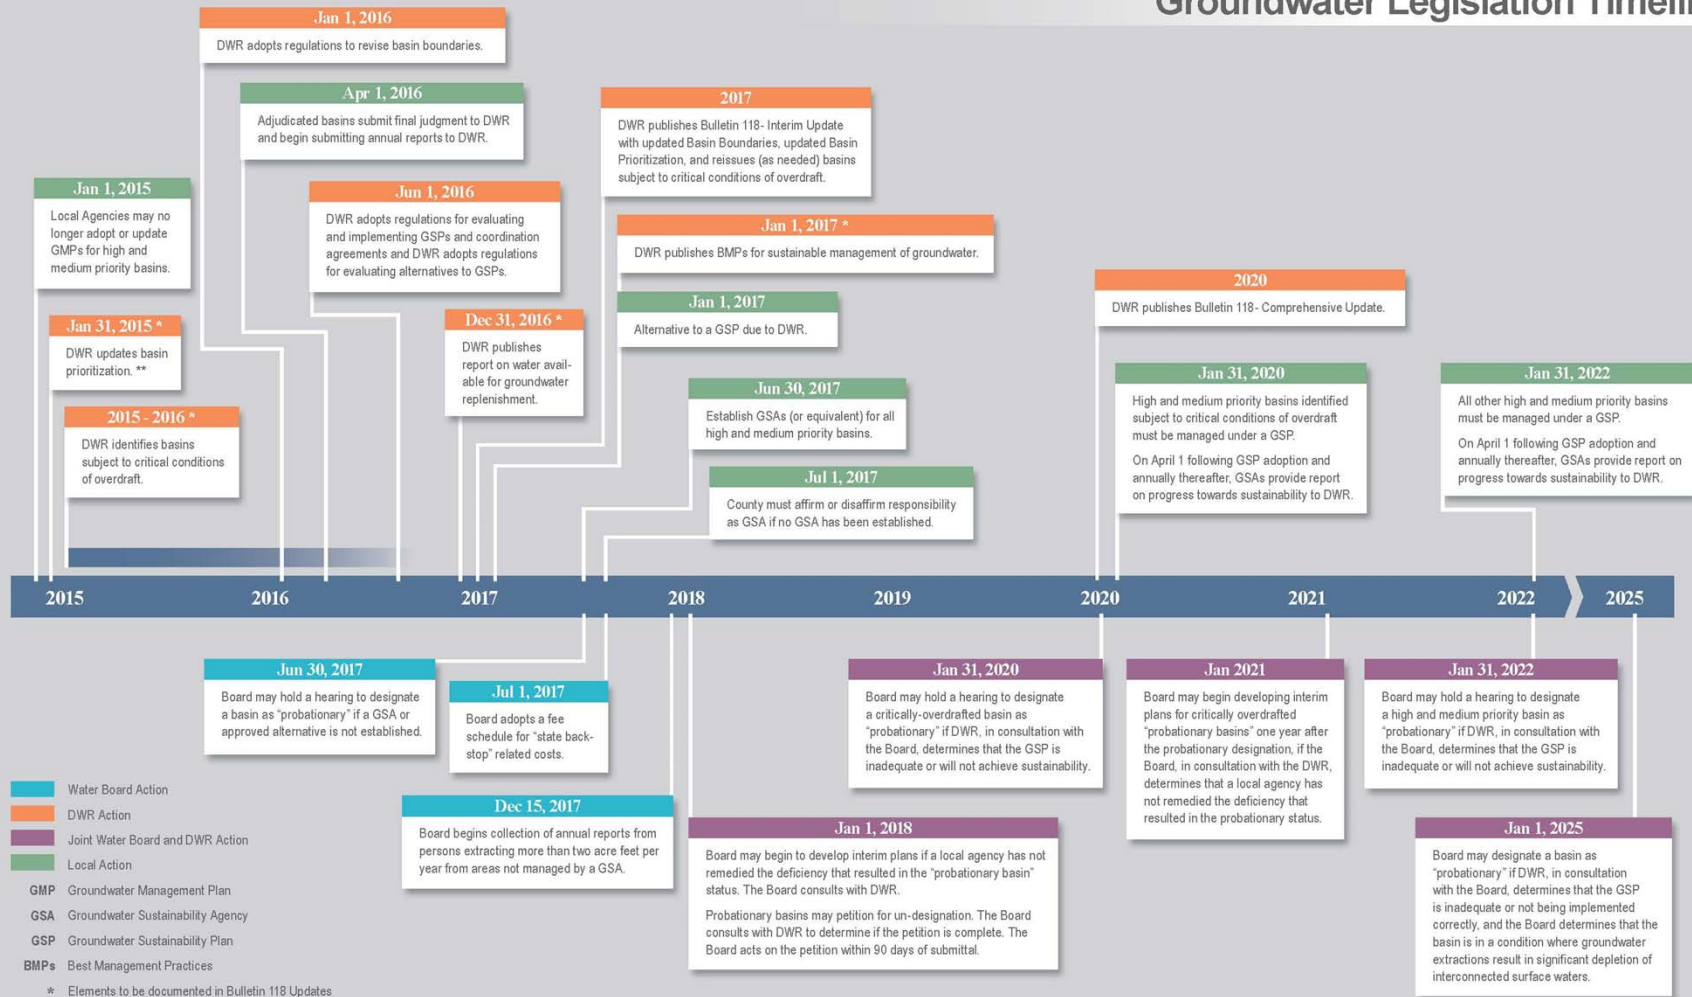 Groundwater Legislation
Jan 1, 2016
DWR adopts regulations to revise basin boundaries.
Apr 1, 2016
Adjudicated basins submit final judgment to DWR
and begin submitting annual reports to DWR.
2017
DWR publishes Bulletin 118- Interim Update
with updated Basin Boundaries, updated Basin
Prioritization, and reissues (as needed) basins
subject to critical conditions of overdraft.
Jan 1, 2015
Local Agencies may no
longer adopt or update
GMPs for high and
medium priority basins.
Jun 1, 2016
DWR adopts regulations for evaluating
and implementing GSPs and coordination
agreements and DWR adopts regulations
for evaluating alternatives to GSPs.
Jan 1, 2017 *
DWR publishes BMPs for sustainable management of groundwater.
Jan 1, 2017
Alternative to a GSP due to DWR.
2020
DWR publishes Bulletin 118- Comprehensive Update.
Jan 31, 2015 *
DWR updates basin
prioritization. **
Dec 31, 2016 *
DWR publishes
report on water avail-
able for groundwater
replenishment.
Jun 30, 2017
Establish GSAs (or equivalent) for all
high and medium priority basins.
Jan 31, 2020
High and medium priority basins identified
subject to critical conditions of overdraft
must be managed under a GSP.
On April 1 following GSP adoption and
annually thereafter, GSAs provide report
on progress towards sustainability to DWR.
Jan 31, 2022
All other high and medium priority basins
must be managed under a GSP.
On April 1 following GSP adoption and
annually thereafter, GSAs provide report on
progress towards sustainability to DWR.
2015 - 2016 *
DWR identifies basins
subject to critical conditions
of overdraft.
Jul 1, 2017
County must affirm or disaffirm responsibility
as GSA if no GSA has been established.
2015 2016 2017 2018 2019 2020 2021 2022 2025
Jun 30, 2017
Board may hold a hearing to designate
a basin as “probationary” if a GSA or
approved alternative is not established.
Jul 1, 2017
Board adopts a fee
schedule for “state back-
stop” related costs.
Jan 31, 2020
Board may hold a hearing to designate
a critically-overdrafted basin as
“probationary” if DWR, in consultation with
the Board, determines that the GSP is
inadequate or will not achieve sustainability.
Jan 2021
Board may begin developing interim
plans for critically overdrafted
“probationary basins” one year after
the probationary designation, if the
Board, in consultation with the DWR,
determines that a local agency has
not remedied the deficiency that
resulted in the probationary status.
Jan 31, 2022
Board may hold a hearing to designate
a high and medium priority basin as
“probationary” if DWR, in consultation with
the Board, determines that the GSP is
inadequate or will not achieve sustainability.
Dec 15, 2017
Board begins collection of annual reports from
persons extracting more than two acre feet per
year from areas not managed by a GSA.
Jan 1, 2018
Board may begin to develop interim plans if a local agency has not
remedied the deficiency that resulted in the “probationary basin”
status. The Board consults with DWR.
Probationary basins may petition for un-designation. The Board
consults with DWR to determine if the petition is complete. The
Board acts on the petition within 90 days of submittal.
Jan 1, 2025
Board may designate a basin as
“probationary” if DWR, in consultation
with the Board, determines that the GSP
is inadequate or not being implemented
correctly, and the Board determines that the
basin is in a condition where groundwater
extractions result in significant depletion of
interconnected surface waters.
Water Board Action
DWR Action
Joint Water Board and DWR Action
Local Action
GMP Groundwater Management Plan
GSA Groundwater Sustainability Agency
GSP Groundwater Sustainability Plan
BMPs Best Management Practices
* Elements to be documented in Bulletin 118 Updates